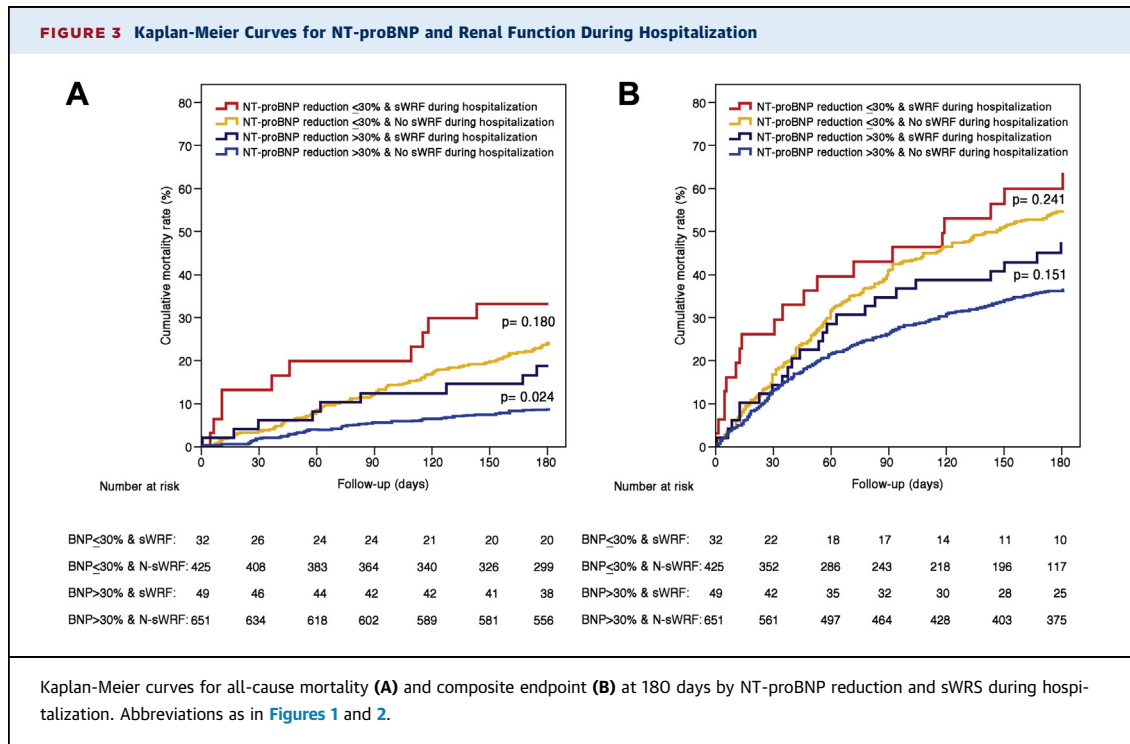 FIGURE 3 Kaplan-Meier Curves for NT-proBNP and Renal Function During Hospitalization
A
NT-proBNP reduction ≤30% & sWRF during hospitalization
NT-proBNP reduction ≤30% & No sWRF during hospitalization
NT-proBNP reduction >30% & sWRF during hospitalization
NT-proBNP reduction >30% & No sWRF during hospitalization
Cumulative mortality rate (%)
80
70
60
50
40
30
20
10
0
p= 0.180
p= 0.024
0 30 60 90 120 150 180
Number at risk
Follow-up (days)
BNP≤30% & sWRF: 32 26 24 24 21 20 20
BNP≤30% & N-sWRF: 425 408 383 364 340 326 299
BNP>30% & sWRF: 49 46 44 42 42 41 38
BNP>30% & N-sWRF: 651 634 618 602 589 581 556
B
NT-proBNP reduction ≤30% & sWRF during hospitalization
NT-proBNP reduction ≤30% & No sWRF during hospitalization
NT-proBNP reduction >30% & sWRF during hospitalization
NT-proBNP reduction >30% & No sWRF during hospitalization
Cumulative mortality rate (%)
80
70
60
50
40
30
20
10
0
p= 0.241
p= 0.151
0 30 60 90 120 150 180
Number at risk
Follow-up (days)
BNP≤30% & sWRF: 32 22 18 17 14 11 10
BNP≤30% & N-sWRF: 425 352 286 243 218 196 117
BNP>30% & sWRF: 49 42 35 32 30 28 25
BNP>30% & N-sWRF: 651 561 497 464 428 403 375
Kaplan-Meier curves for all-cause mortality (A) and composite endpoint (B) at 180 days by NT-proBNP reduction and sWRS during hospi-
talization. Abbreviations as in Figures 1 and 2.